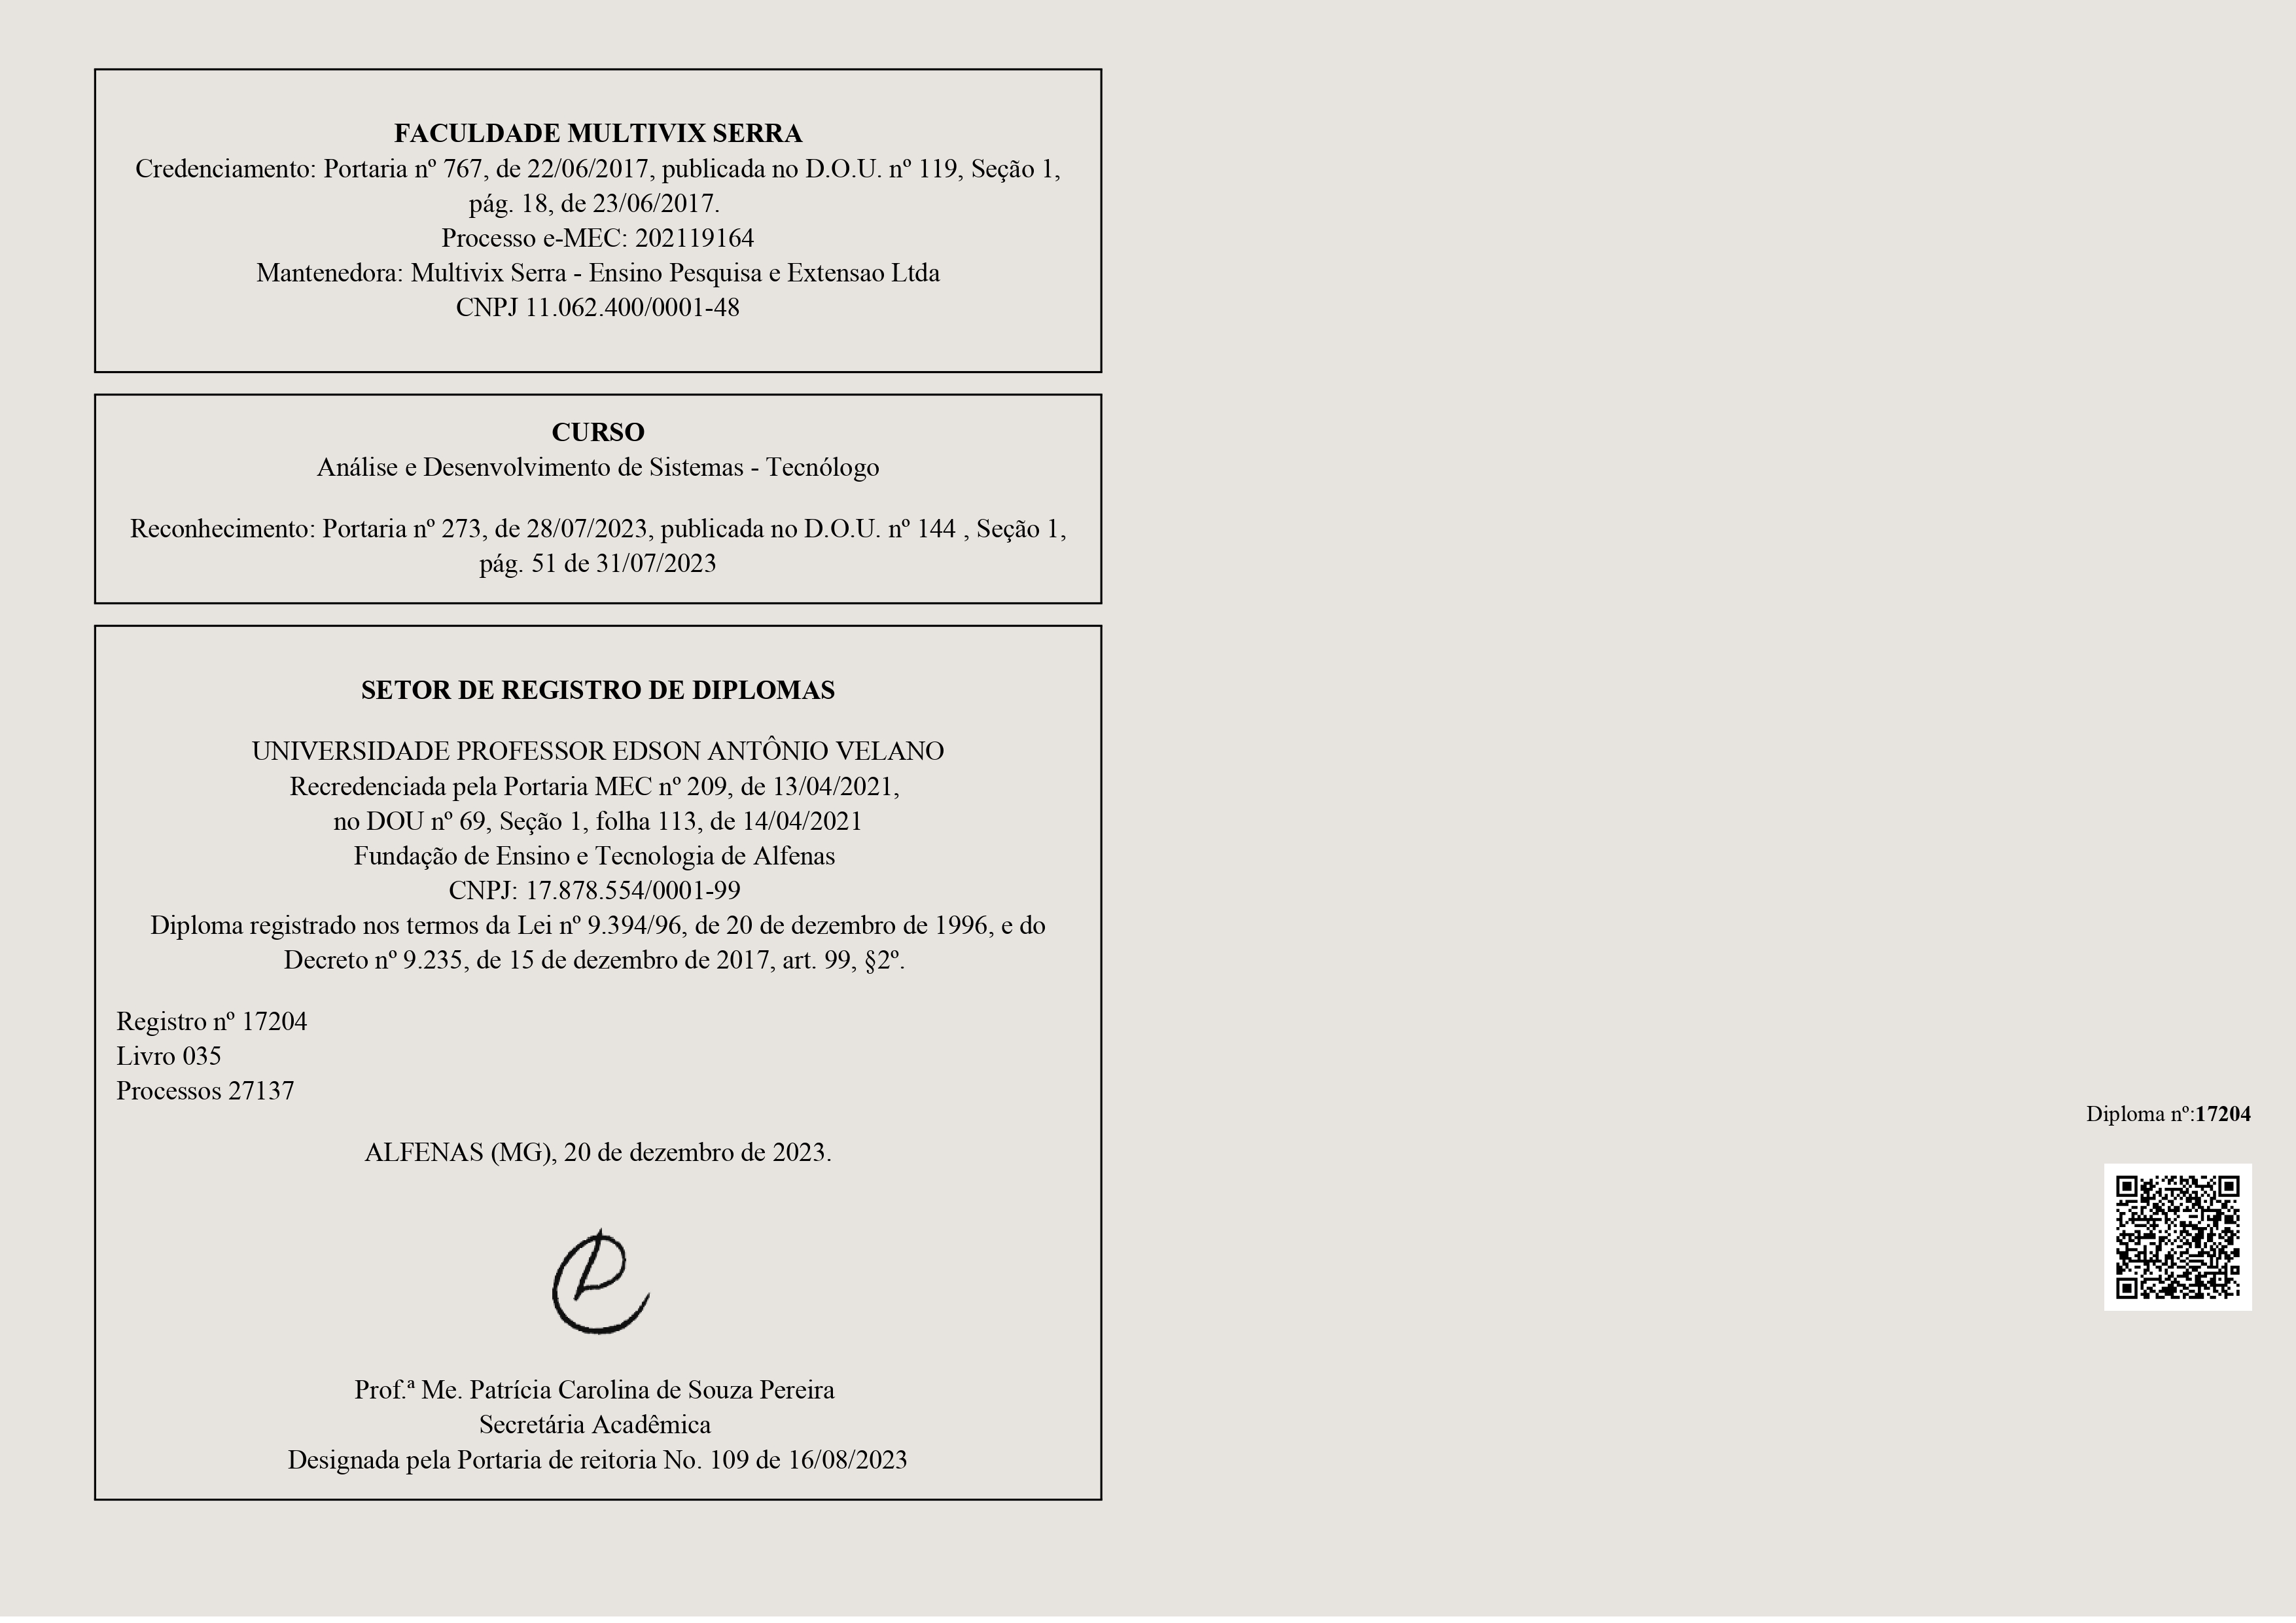 FACULDADE MULTIVIX SERRA
Credenciamento: Portaria nº 767, de 22/06/2017, publicada no D.O.U. nº 119, Seção 1,
pág. 18, de 23/06/2017.
Processo e-MEC: 202119164
Mantenedora: Multivix Serra - Ensino Pesquisa e Extensao Ltda
CNPJ 11.062.400/0001-48
CURSO
Análise e Desenvolvimento de Sistemas - Tecnólogo
Reconhecimento: Portaria nº 273, de 28/07/2023, publicada no D.O.U. nº 144 , Seção 1,
pág. 51 de 31/07/2023
SETOR DE REGISTRO DE DIPLOMAS
UNIVERSIDADE PROFESSOR EDSON ANTÔNIO VELANO
Recredenciada pela Portaria MEC nº 209, de 13/04/2021,
no DOU nº 69, Seção 1, folha 113, de 14/04/2021
Fundação de Ensino e Tecnologia de Alfenas
CNPJ: 17.878.554/0001-99
Diploma registrado nos termos da Lei nº 9.394/96, de 20 de dezembro de 1996, e do
Decreto nº 9.235, de 15 de dezembro de 2017, art. 99, §2º.
Registro nº 17204
Livro 035
Processos 27137
ALFENAS (MG), 20 de dezembro de 2023.
Prof.ª Me. Patrícia Carolina de Souza Pereira
Secretária Acadêmica
Designada pela Portaria de reitoria No. 109 de 16/08/2023
Diploma nº:17204